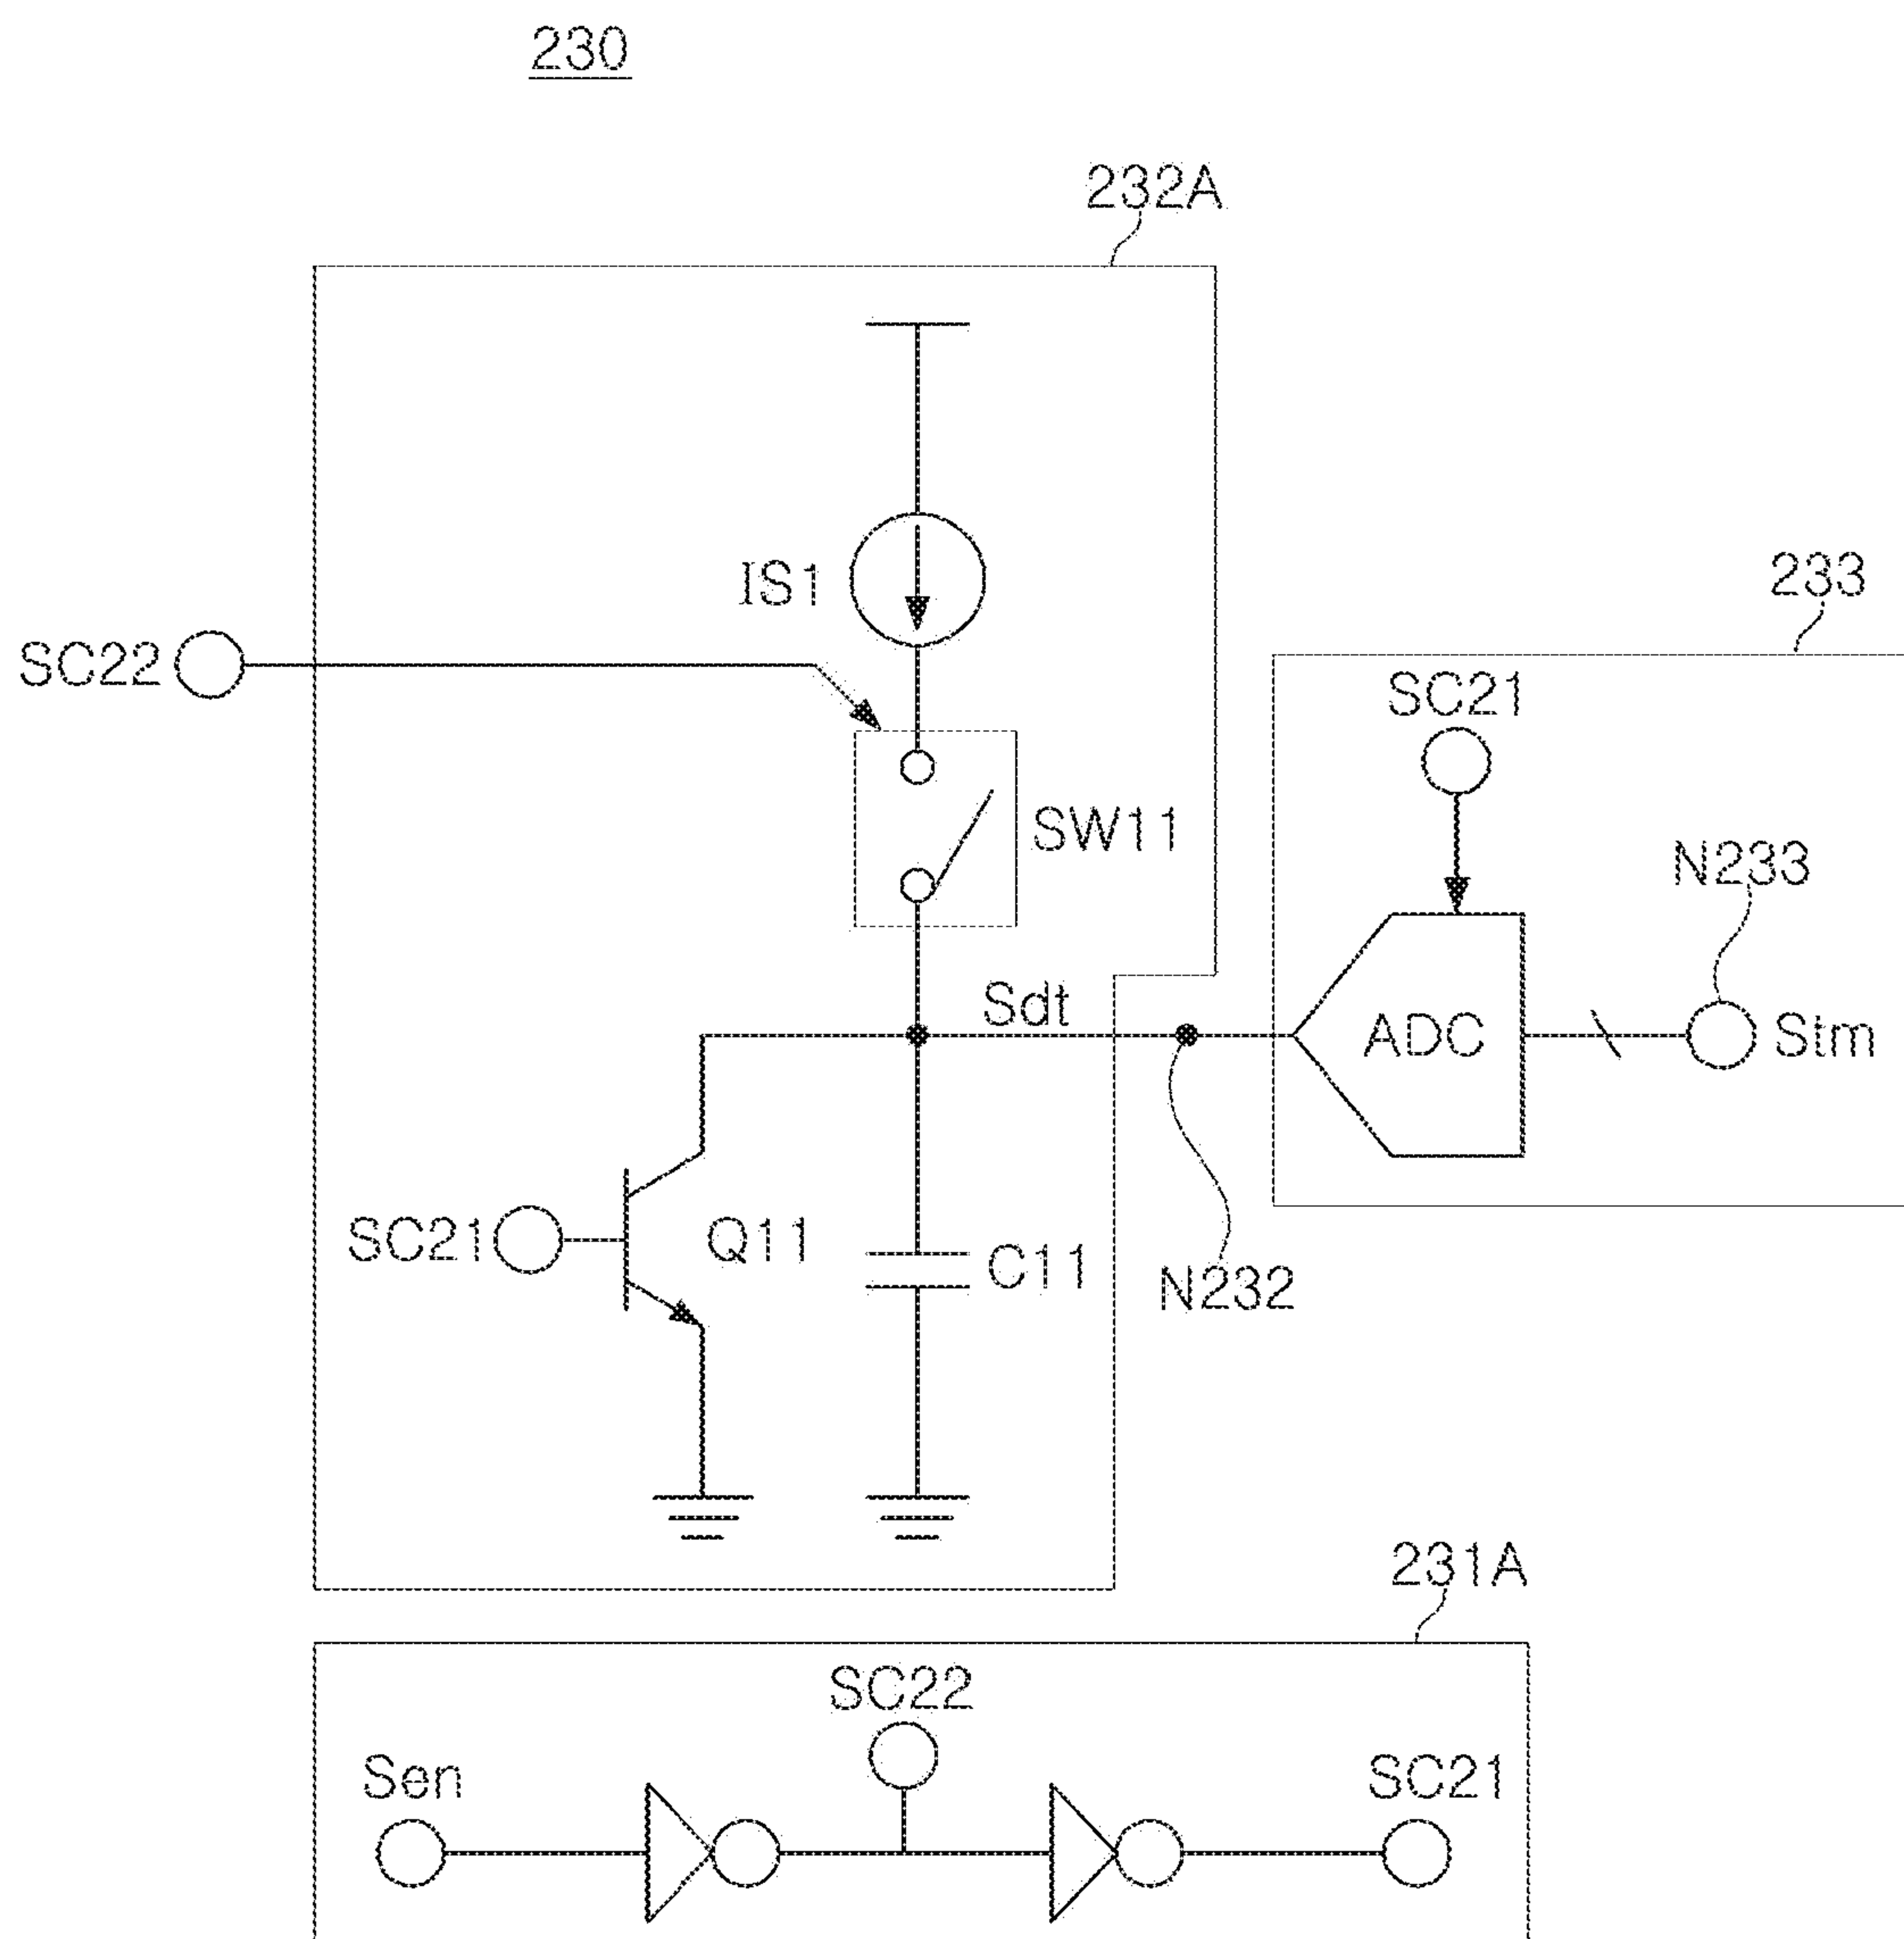 230
232A
IS1
SC22
233
SC21
SW11
N233
Sdt
ADC
Stm
SC21
Q11
C11
N232
231A
SC22
Sen
SC21